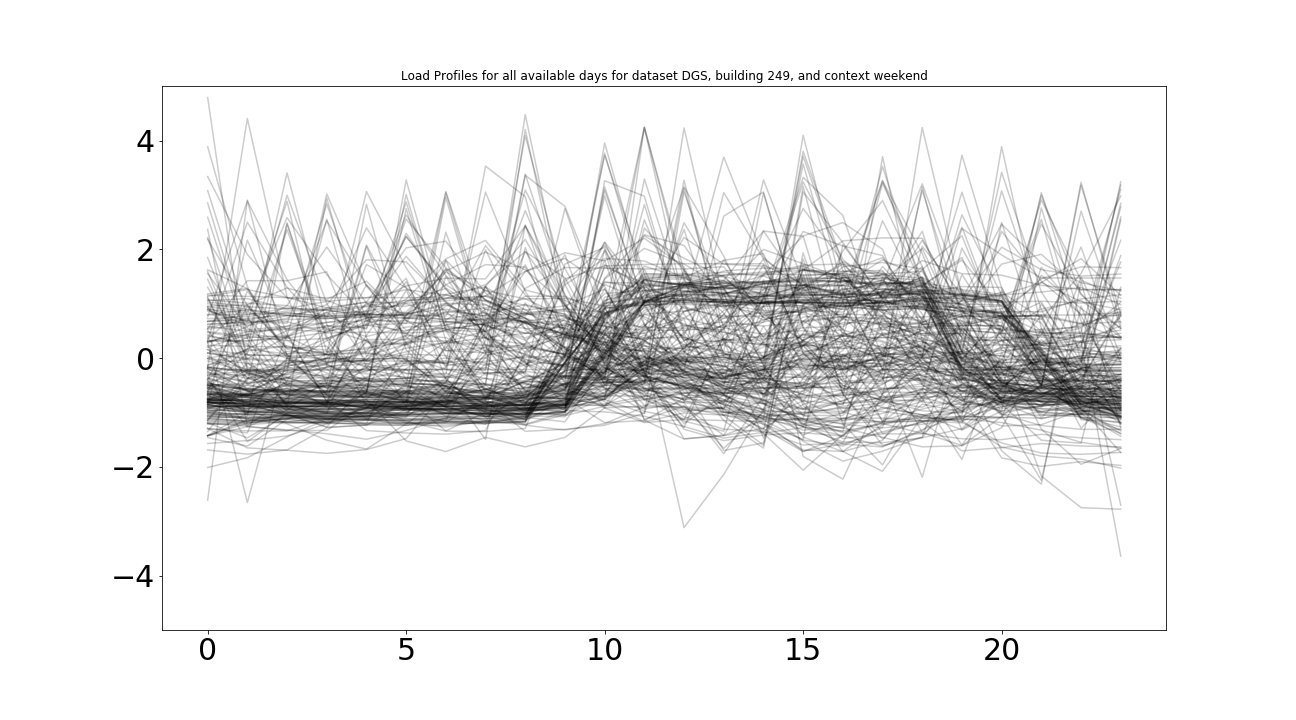 Load Profiles for all available days for dataset DGS, building 249, and context weekend
4
2
0
−2
−4
0 5 10 15 20